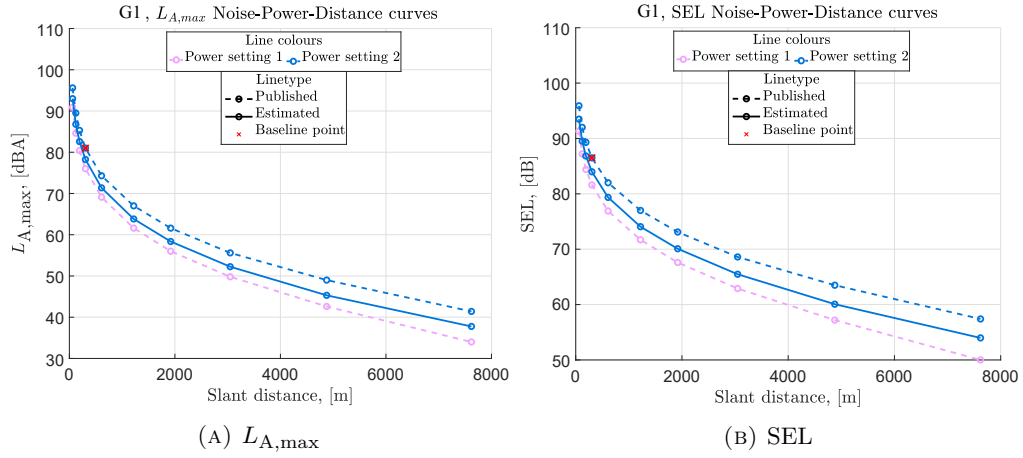 G1, L_{A,max} Noise-Power-Distance curves
Line colours
Power setting 1 Power setting 2
Linetype
Published
Estimated
Baseline point
110
100
90
80
70
60
50
40
30
L_{A,max}, [dBA]
0 2000 4000 6000 8000
Slant distance, [m]
(A) L_{A,max}
G1, SEL Noise-Power-Distance curves
Line colours
Power setting 1 Power setting 2
Linetype
Published
Estimated
Baseline point
110
100
90
80
70
60
50
SEL, [dB]
0 2000 4000 6000 8000
Slant distance, [m]
(B) SEL